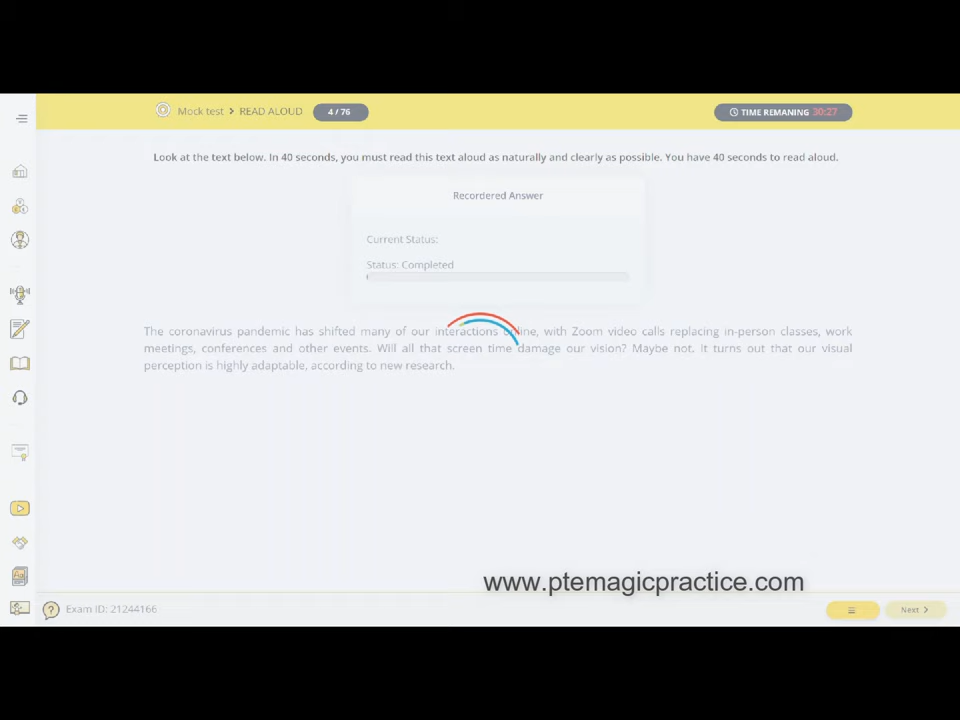 Mock test > READ ALOUD 4 / 76 TIME REMANING 30:27
Look at the text below. In 40 seconds, you must read this text aloud as naturally and clearly as possible. You have 40 seconds to read aloud.
Recordered Answer
Current Status:
Status: Completed
The coronavirus pandemic has shifted many of our interactions online, with Zoom video calls replacing in-person classes, work
meetings, conferences and other events. Will all that screen time damage our vision? Maybe not. It turns out that our visual
perception is highly adaptable, according to new research.
www.ptemagicpractice.com
Exam ID: 21244166
Next >